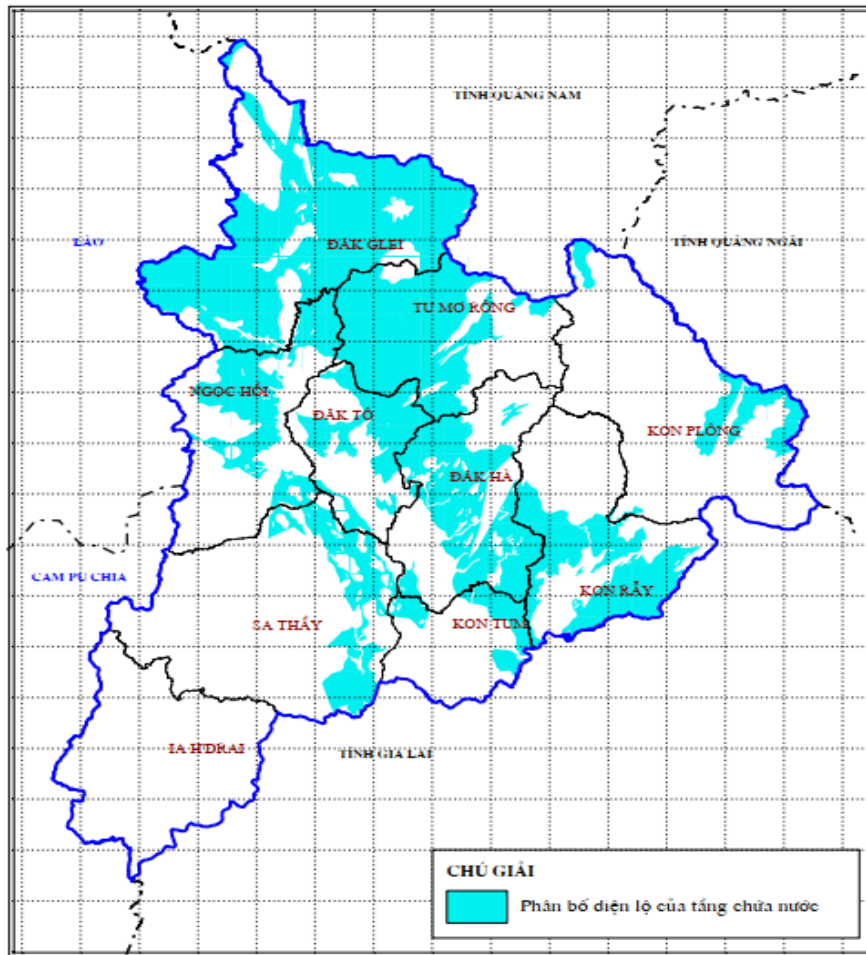 TỈNH QUẢNG NAM
LÀO
ĐĂK GLEI
TỈNH QUẢNG NGÃI
TU MƠ RÔNG
NGỌC HỒI
ĐĂK TÔ
KON PLÔNG
ĐĂK HÀ
CAM PU CHIA
KON RẪY
SA THẦY
KON TUM
IA H'DRAI
TỈNH GIA LAI
CHÚ GIẢI
Phân bố diện lộ của tầng chứa nước